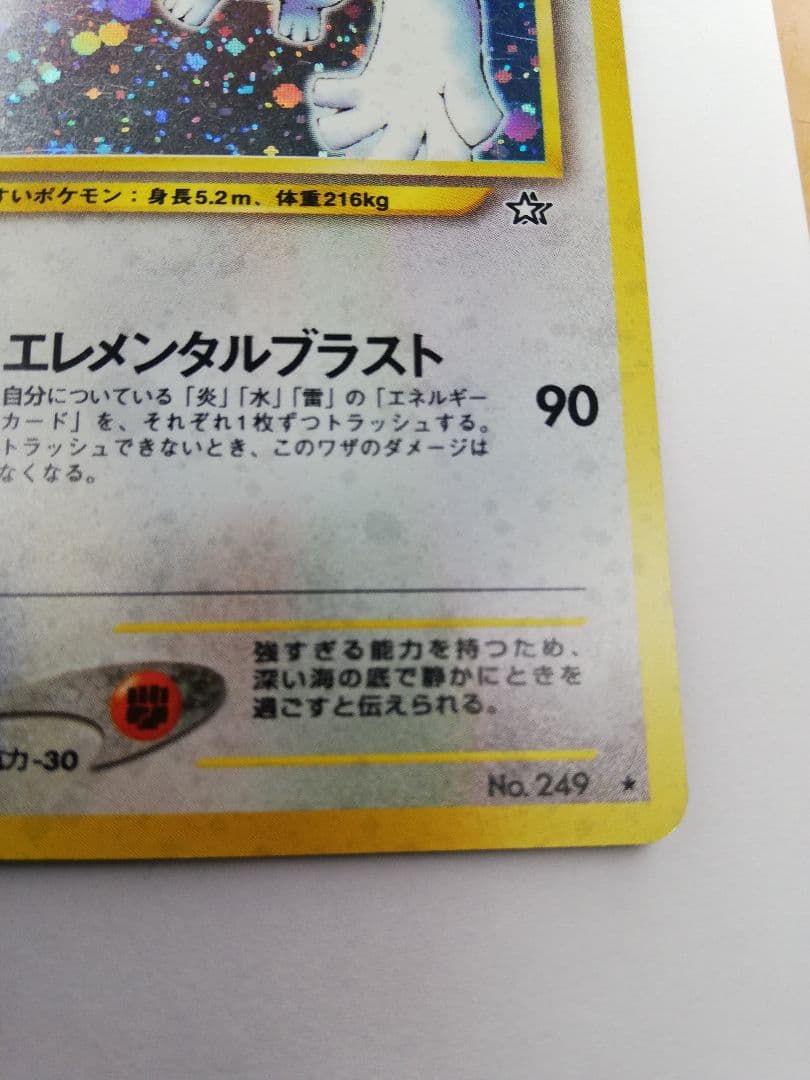 すいポケモン：身長5.2m、体重216kg
エレメンタルブラスト
自分についている「炎」「水」「雷」の「エネルギー
カード」を、それぞれ1枚ずつトラッシュする。
トラッシュできないとき、このワザのダメージは
なくなる。
90
強すぎる能力を持つため、
深い海の底で静かにときを
過ごすと伝えられる。
力-30
No. 249 ★